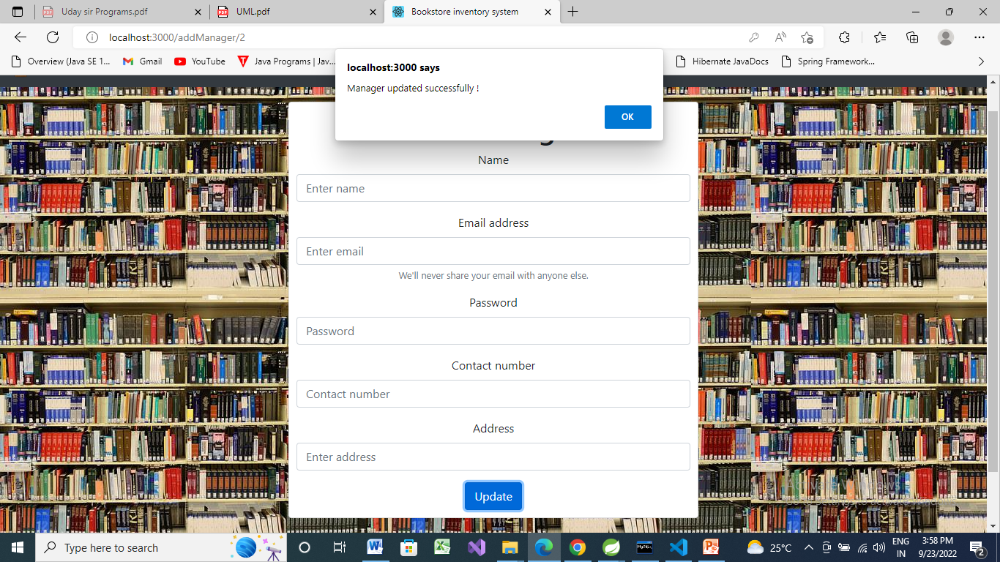 Uday sir Programs.pdf
UML.pdf
Bookstore inventory system
localhost:3000/addManager/2
Overview (Java SE 1...
Gmail
YouTube
Java Programs | Jav...
Hibernate JavaDocs
Spring Framework...
localhost:3000 says
Manager updated successfully !
OK
Name
Enter name
Email address
Enter email
We'll never share your email with anyone else.
Password
Password
Contact number
Contact number
Address
Enter address
Update
Type here to search
25°C
ENG
IN
3:58 PM
9/23/2022
2